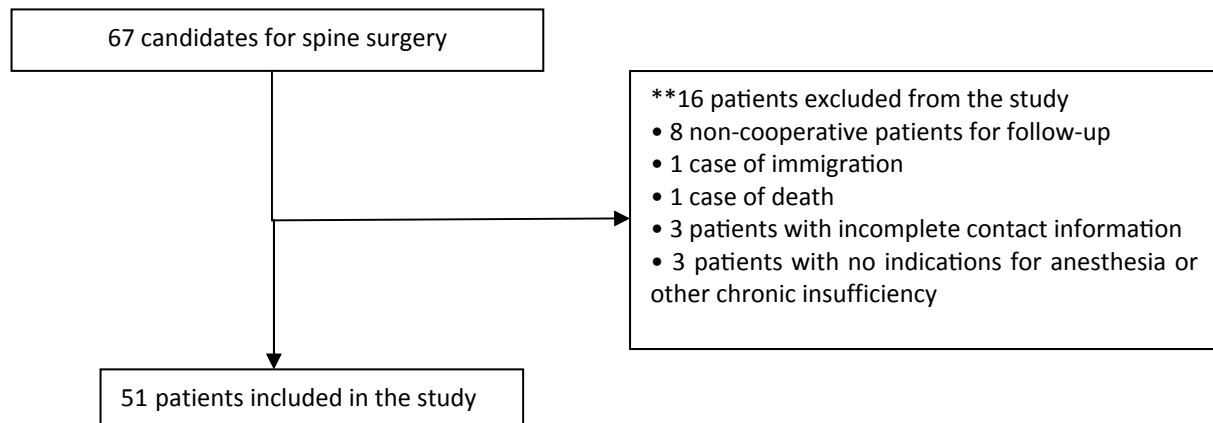 67 candidates for spine surgery
**16 patients excluded from the study
• 8 non-cooperative patients for follow-up
• 1 case of immigration
• 1 case of death
• 3 patients with incomplete contact information
• 3 patients with no indications for anesthesia or
other chronic insufficiency
51 patients included in the study